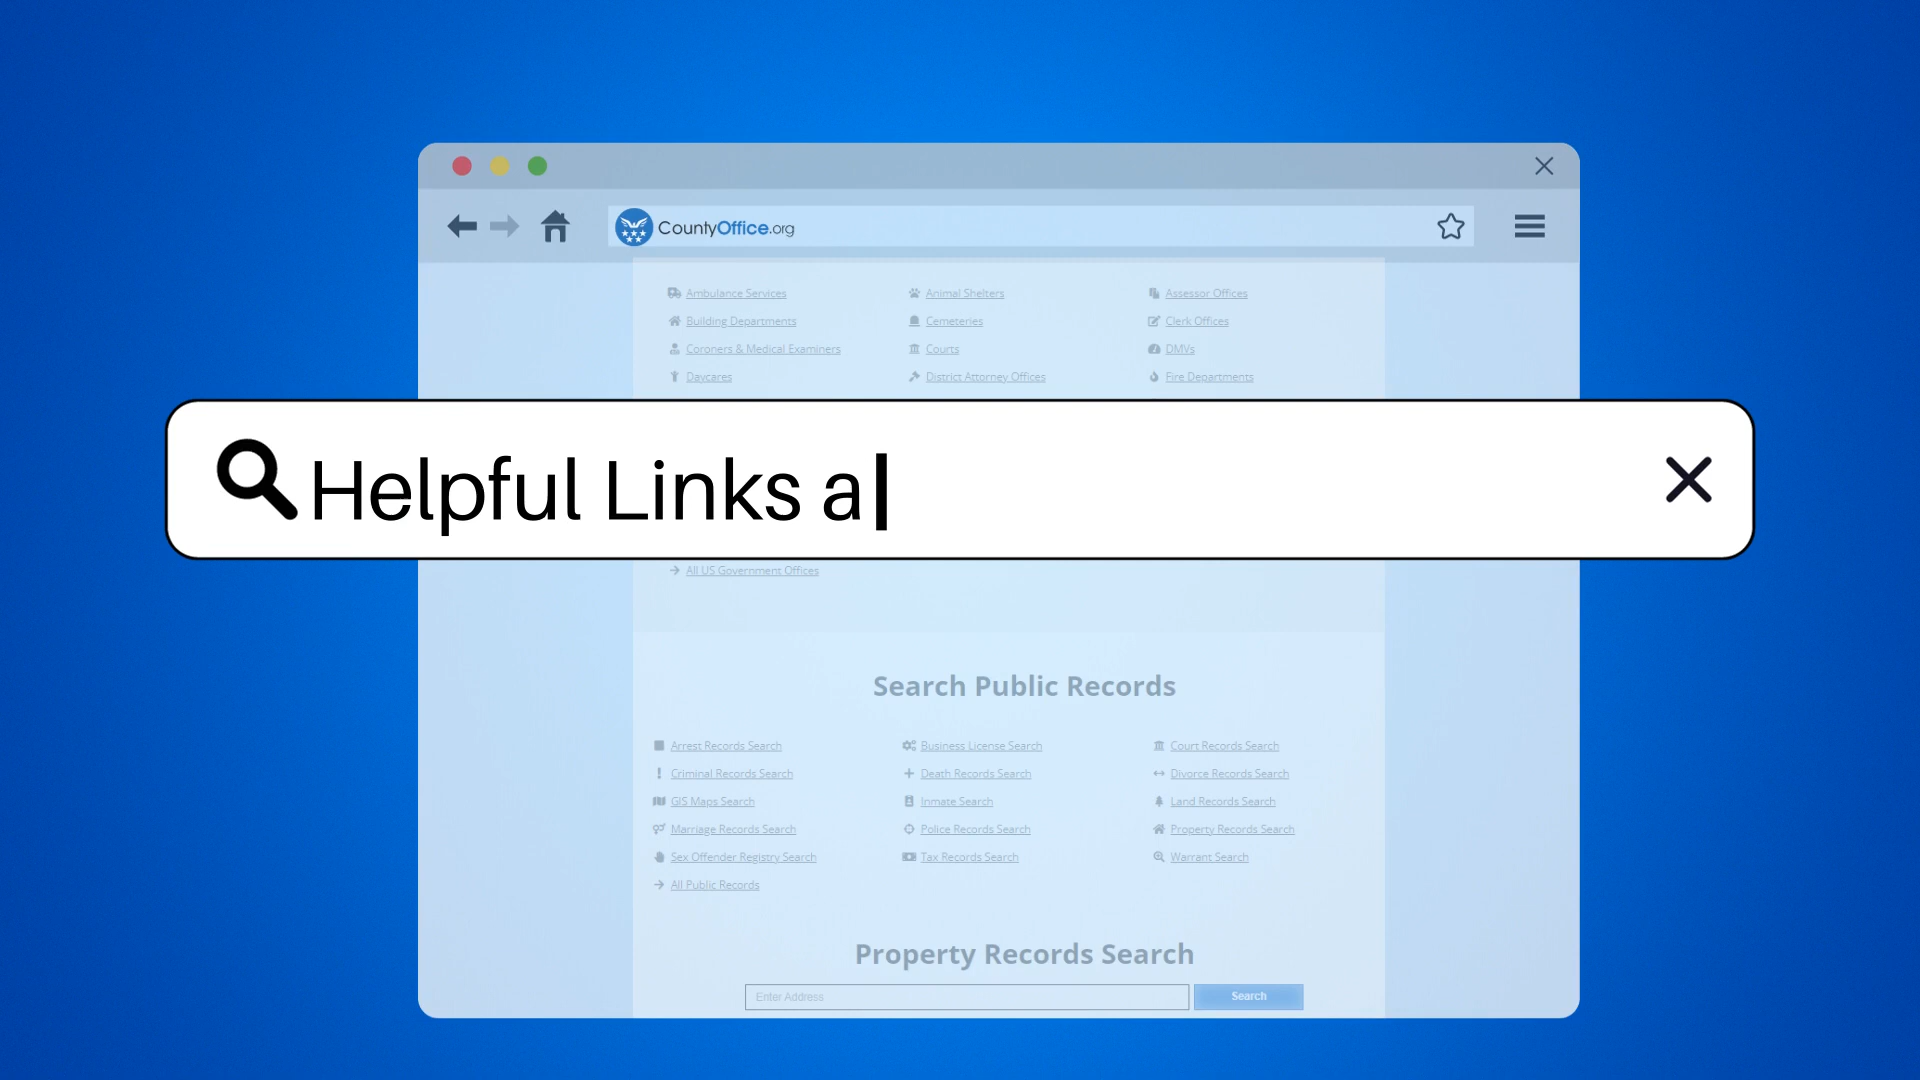 CountyOffice.org
Ambulance Services Animal Shelters Assessor Offices
Building Departments Cemeteries Clerk Offices
Coroners & Medical Examiners Courts DMVs
Daycares District Attorney Offices Fire Departments
Helpful Links a
All US Government Offices
Search Public Records
Arrest Records Search Business License Search Court Records Search
Criminal Records Search Death Records Search Divorce Records Search
GIS Maps Search Inmate Search Land Records Search
Marriage Records Search Police Records Search Property Records Search
Sex Offender Registry Search Tax Records Search Warrant Search
All Public Records
Property Records Search
Enter Address Search